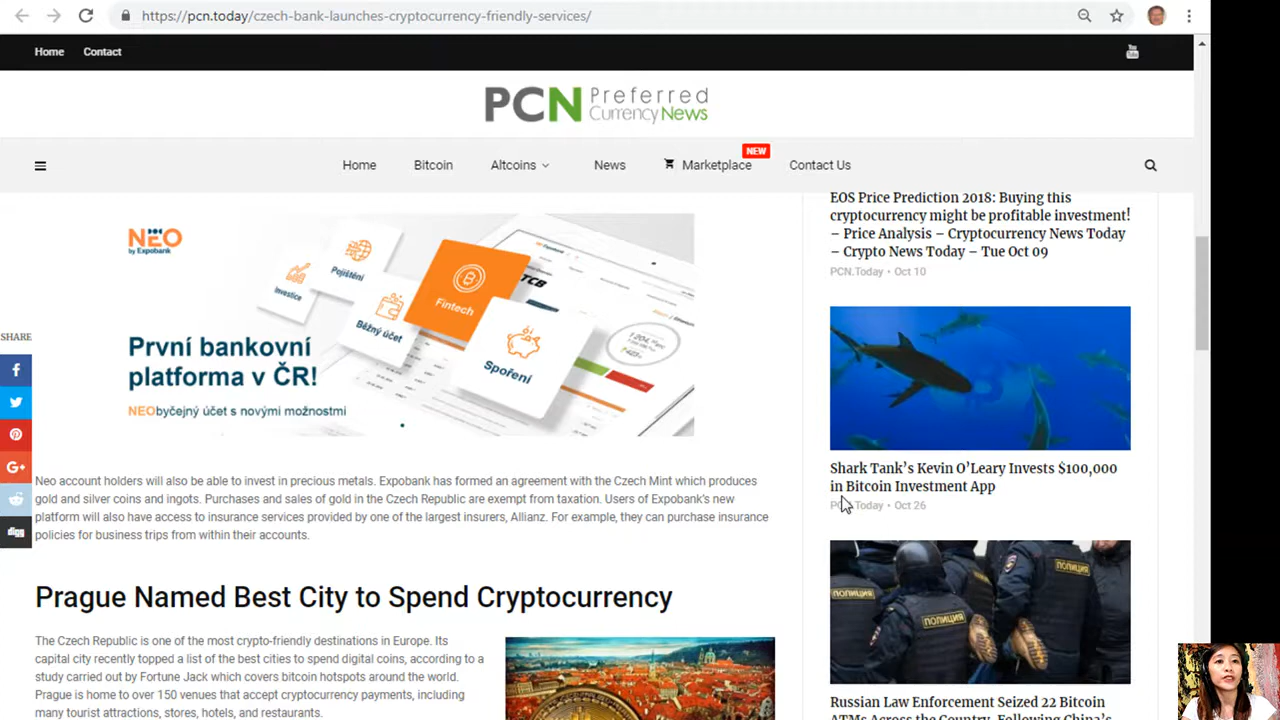 https://pcn.today/czech-bank-launches-cryptocurrency-friendly-services/
Home Contact
You
PCN Preferred
CurrencyNews
NEW
Home Bitcoin Altcoins News Marketplace Contact Us
NEO
by Expobank
Investice
Pojištění
Běžný účet
Fintech
Spoření
První bankovní
platforma v ČR!
NEObyčejný účet s novými možnostmi
SHARE
digg
Neo account holders will also be able to invest in precious metals. Expobank has formed an agreement with the Czech Mint which produces
gold and silver coins and ingots. Purchases and sales of gold in the Czech Republic are exempt from taxation. Users of Expobank's new
platform will also have access to insurance services provided by one of the largest insurers, Allianz. For example, they can purchase insurance
policies for business trips from within their accounts.
Prague Named Best City to Spend Cryptocurrency
The Czech Republic is one of the most crypto-friendly destinations in Europe. Its
capital city recently topped a list of the best cities to spend digital coins, according to a
study carried out by Fortune Jack which covers bitcoin hotspots around the world.
Prague is home to over 150 venues that accept cryptocurrency payments, including
many tourist attractions, stores, hotels, and restaurants.
EOS Price Prediction 2018: Buying this
cryptocurrency might be profitable investment!
– Price Analysis – Cryptocurrency News Today
– Crypto News Today – Tue Oct 09
PCN.Today • Oct 10
Shark Tank's Kevin O'Leary Invests $100,000
in Bitcoin Investment App
Today • Oct 26
ПОЛИЦИЯ
ПОЛИЦИЯ
ПОЛИЦИЯ
Russian Law Enforcement Seized 22 Bitcoin
ATMs Across the Country, Following China's